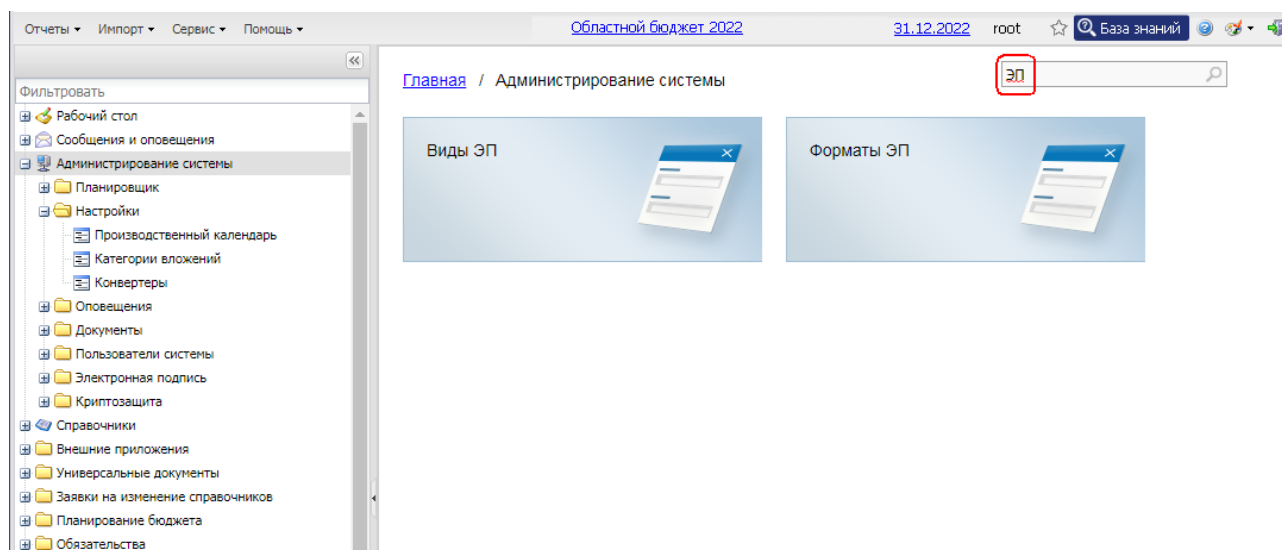 Отчеты Импорт Сервис Помощь Областной бюджет 2022 31.12.2022 root База знаний
Фильтровать
Рабочий стол
Сообщения и оповещения
Администрирование системы
Планировщик
Настройки
Производственный календарь
Категории вложений
Конвертеры
Оповещения
Документы
Пользователи системы
Электронная подпись
Криптозащита
Справочники
Внешние приложения
Универсальные документы
Заявки на изменение справочников
Планирование бюджета
Обязательства
Главная / Администрирование системы
ЭП
Виды ЭП
Форматы ЭП